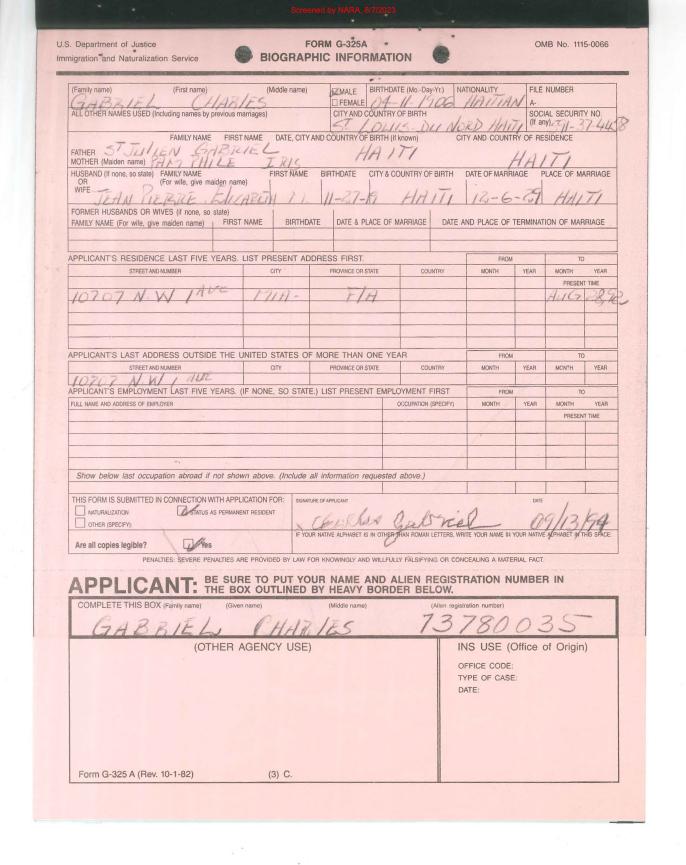 Screened by NARA, 8/7/2023
U.S. Department of Justice
Immigration and Naturalization Service
FORM G-325A
BIOGRAPHIC INFORMATION
OMB No. 1115-0066
(Family name) (First name) (Middle name) MALE BIRTHDATE (Mo.-Day-Yr.) NATIONALITY FILE NUMBER
GABRIEL CHARLES FEMALE 04-11-1906 HAITIAN A-
ALL OTHER NAMES USED (Including names by previous marriages) CITY AND COUNTRY OF BIRTH SOCIAL SECURITY NO. (If any)
ST LOUIS-DU NORD HAITI
FAMILY NAME FIRST NAME DATE, CITY AND COUNTRY OF BIRTH (if known) CITY AND COUNTRY OF RESIDENCE
FATHER ST JULIEN GABRIEL HAITI HAITI
MOTHER (Maiden name) PAMPHILE IRIS
HUSBAND (If none, so state) FAMILY NAME FIRST NAME BIRTHDATE CITY & COUNTRY OF BIRTH DATE OF MARRIAGE PLACE OF MARRIAGE
OR (For wife, give maiden name)
WIFE JEAN PIERRE 11-27-19 HAITI HAITI
FORMER HUSBANDS OR WIVES (if none, so state)
FAMILY NAME (For wife, give maiden name) FIRST NAME BIRTHDATE DATE & PLACE OF MARRIAGE DATE AND PLACE OF TERMINATION OF MARRIAGE
APPLICANT'S RESIDENCE LAST FIVE YEARS. LIST PRESENT ADDRESS FIRST. FROM TO
STREET AND NUMBER CITY PROVINCE OR STATE COUNTRY MONTH YEAR MONTH YEAR
PRESENT TIME
10707 N.W 1 AVE MIA- FLA AUG 28,92
APPLICANT'S LAST ADDRESS OUTSIDE THE UNITED STATES OF MORE THAN ONE YEAR FROM TO
STREET AND NUMBER CITY PROVINCE OR STATE COUNTRY MONTH YEAR MONTH YEAR
10707 N.W 1 AVE
APPLICANT'S EMPLOYMENT LAST FIVE YEARS. (IF NONE, SO STATE.) LIST PRESENT EMPLOYMENT FIRST FROM TO
FULL NAME AND ADDRESS OF EMPLOYER OCCUPATION (SPECIFY) MONTH YEAR MONTH YEAR
PRESENT TIME
Show below last occupation abroad if not shown above. (Include all information requested above.)
THIS FORM IS SUBMITTED IN CONNECTION WITH APPLICATION FOR: SIGNATURE OF APPLICANT DATE
NATURALIZATION STATUS AS PERMANENT RESIDENT
OTHER (SPECIFY): Charles Gabriel 09/13/94
Are all copies legible? Yes
IF YOUR NATIVE ALPHABET IS IN OTHER THAN ROMAN LETTERS, WRITE YOUR NAME IN YOUR NATIVE ALPHABET IN THIS SPACE:
PENALTIES: SEVERE PENALTIES ARE PROVIDED BY LAW FOR KNOWINGLY AND WILLFULLY FALSIFYING OR CONCEALING A MATERIAL FACT.
APPLICANT: BE SURE TO PUT YOUR NAME AND ALIEN REGISTRATION NUMBER IN
THE BOX OUTLINED BY HEAVY BORDER BELOW.
COMPLETE THIS BOX (Family name) (Given name) (Middle name) (Alien registration number)
GABRIEL CHARLES 73780035
(OTHER AGENCY USE) INS USE (Office of Origin)
OFFICE CODE:
TYPE OF CASE:
DATE:
Form G-325 A (Rev. 10-1-82) (3) C.